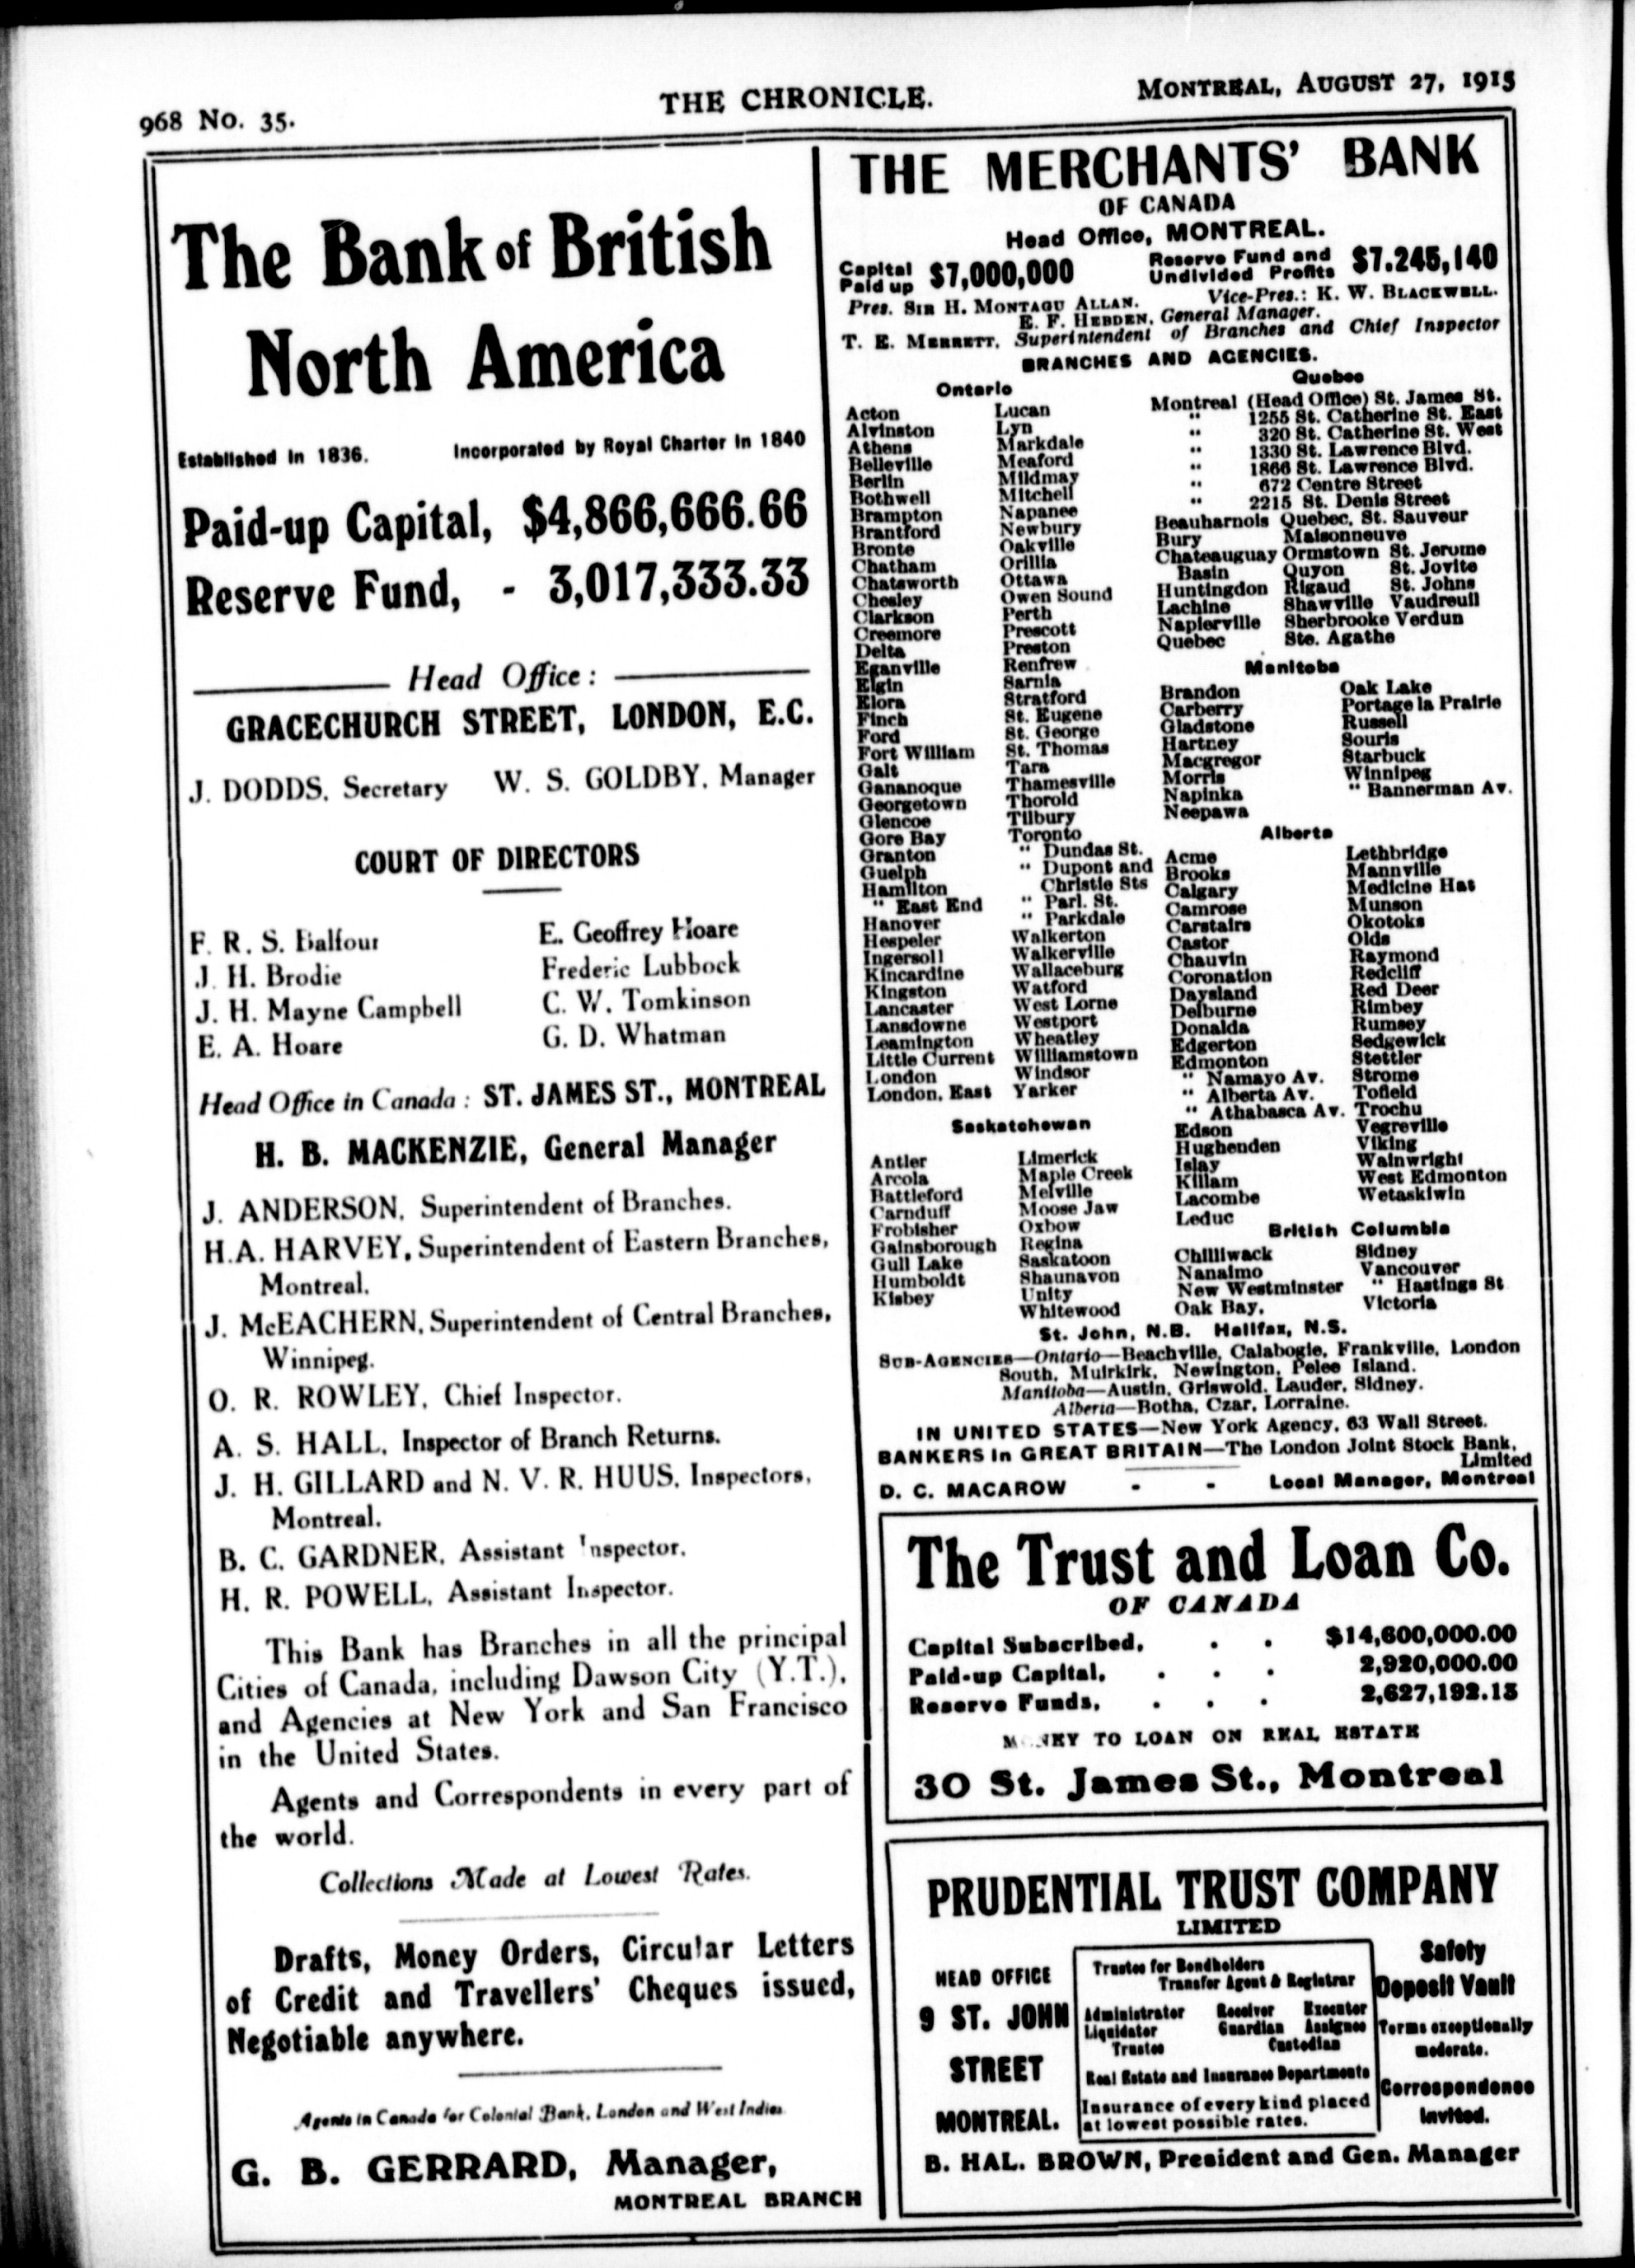 968 No. 35.
THE CHRONICLE.
MONTREAL, AUGUST 27, 1915
The Bank of British
North America
Established in 1836.
Incorporated by Royal Charter in 1840
Paid-up Capital, $4,866,666.66
Reserve Fund, - 3,017,333.33
Head Office :
GRACECHURCH STREET, LONDON, E.C.
J. DODDS, Secretary W. S. GOLDBY, Manager
COURT OF DIRECTORS
F. R. S. Balfour E. Geoffrey Hoare
J. H. Brodie Frederic Lubbock
J. H. Mayne Campbell C. W. Tomkinson
E. A. Hoare G. D. Whatman
Head Office in Canada : ST. JAMES ST., MONTREAL
H. B. MACKENZIE, General Manager
J. ANDERSON, Superintendent of Branches.
H.A. HARVEY, Superintendent of Eastern Branches,
Montreal.
J. McEACHERN, Superintendent of Central Branches,
Winnipeg.
O. R. ROWLEY, Chief Inspector.
A. S. HALL, Inspector of Branch Returns.
J. H. GILLARD and N. V. R. HUUS, Inspectors,
Montreal.
B. C. GARDNER, Assistant Inspector.
H. R. POWELL, Assistant Inspector.
This Bank has Branches in all the principal
Cities of Canada, including Dawson City (Y.T.),
and Agencies at New York and San Francisco
in the United States.
Agents and Correspondents in every part of
the world.
Collections Made at Lowest Rates.
Drafts, Money Orders, Circular Letters
of Credit and Travellers' Cheques issued,
Negotiable anywhere.
Agents in Canada for Colonial Bank, London and West Indies
G. B. GERRARD, Manager,
MONTREAL BRANCH
THE MERCHANTS' BANK
OF CANADA
Head Office, MONTREAL.
Capital Paid up $7,000,000 Reserve Fund and Undivided Profits $7.245,140
Pres. SIR H. MONTAGU ALLAN. Vice-Pres.: K. W. BLACKWELL.
E. F. HEBDEN, General Manager.
T. E. MERRETT, Superintendent of Branches and Chief Inspector
BRANCHES AND AGENCIES.
Ontario
Acton
Alvinston
Athens
Belleville
Berlin
Bothwell
Brampton
Brantford
Bronte
Chatham
Chatsworth
Chesley
Clarkson
Creemore
Delta
Eganville
Elgin
Elora
Finch
Ford
Fort William
Galt
Gananoque
Georgetown
Glencoe
Gore Bay
Granton
Guelph
Hamilton
" East End
Hanover
Hespeler
Ingersoll
Kincardine
Kingston
Lancaster
Lansdowne
Leamington
Little Current
London
London, East
Lucan
Lyn
Markdale
Meaford
Mildmay
Mitchell
Napanee
Newbury
Oakville
Orillia
Ottawa
Owen Sound
Perth
Prescott
Preston
Renfrew
Sarnia
Stratford
St. Eugene
St. George
St. Thomas
Tara
Thamesville
Thorold
Tilbury
Toronto
" Dundas St.
" Dupont and
Christie Sts
" Parl. St.
" Parkdale
Walkerton
Walkerville
Wallaceburg
Watford
West Lorne
Westport
Wheatley
Williamstown
Windsor
Yarker
Quebec
Montreal (Head Office) St. James St.
" 1255 St. Catherine St. East
" 320 St. Catherine St. West
" 1330 St. Lawrence Blvd.
" 1866 St. Lawrence Blvd.
" 672 Centre Street
" 2215 St. Denis Street
Beauharnois Quebec, St. Sauveur
Bury Maisonneuve
Chateauguay Ormstown St. Jerome
Basin Quyon St. Jovite
Huntingdon Rigaud St. Johns
Lachine Shawville Vaudreuil
Napierville Sherbrooke Verdun
Quebec Ste. Agathe
Manitoba
Brandon Oak Lake
Carberry Portage la Prairie
Gladstone Russell
Hartney Souris
Macgregor Starbuck
Morris Winnipeg
Napinka " Bannerman Av.
Neepawa
Alberta
Acme
Brooks
Calgary
Camrose
Carstairs
Castor
Chauvin
Coronation
Daysland
Delburne
Donalda
Edgerton
Edmonton
" Namayo Av.
" Alberta Av.
" Athabasca Av.
Edson
Hughenden
Islay
Killam
Lacombe
Leduc
Lethbridge
Mannville
Medicine Hat
Munson
Okotoks
Olds
Raymond
Redcliff
Red Deer
Rimbey
Rumsey
Sedgewick
Stettler
Strome
Tofield
Trochu
Vegreville
Viking
Wainwright
West Edmonton
Wetaskiwin
Saskatchewan
Antler
Arcola
Battleford
Carnduff
Frobisher
Gainsborough
Gull Lake
Humboldt
Kisbey
Limerick
Maple Creek
Melville
Moose Jaw
Oxbow
Regina
Saskatoon
Shaunavon
Unity
Whitewood
British Columbia
Chilliwack Sidney
Nanaimo Vancouver
New Westminster " Hastings St
Oak Bay, Victoria
St. John, N.B. Halifax, N.S.
SUB-AGENCIES—Ontario—Beachville, Calabogie, Frankville, London
South, Muirkirk, Newington, Pelee Island.
Manitoba—Austin, Griswold, Lauder, Sidney.
Alberta—Botha, Czar, Lorraine.
IN UNITED STATES—New York Agency, 63 Wall Street.
BANKERS in GREAT BRITAIN—The London Joint Stock Bank,
Limited
D. C. MACAROW - - Local Manager, Montreal
The Trust and Loan Co.
OF CANADA
Capital Subscribed, . . $14,600,000.00
Paid-up Capital, . . . 2,920,000.00
Reserve Funds, . . . 2,627,192.13
MONEY TO LOAN ON REAL ESTATE
30 St. James St., Montreal
PRUDENTIAL TRUST COMPANY
LIMITED
HEAD OFFICE
9 ST. JOHN
STREET
MONTREAL.
Trustee for Bondholders
Transfer Agent & Registrar
Administrator Receiver Executor
Liquidator Guardian Assignee
Trustee Custodian
Real Estate and Insurance Departments
Insurance of every kind placed
at lowest possible rates.
Safety
Deposit Vault
Terms exceptionally
moderate.
Correspondence
Invited.
B. HAL. BROWN, President and Gen. Manager